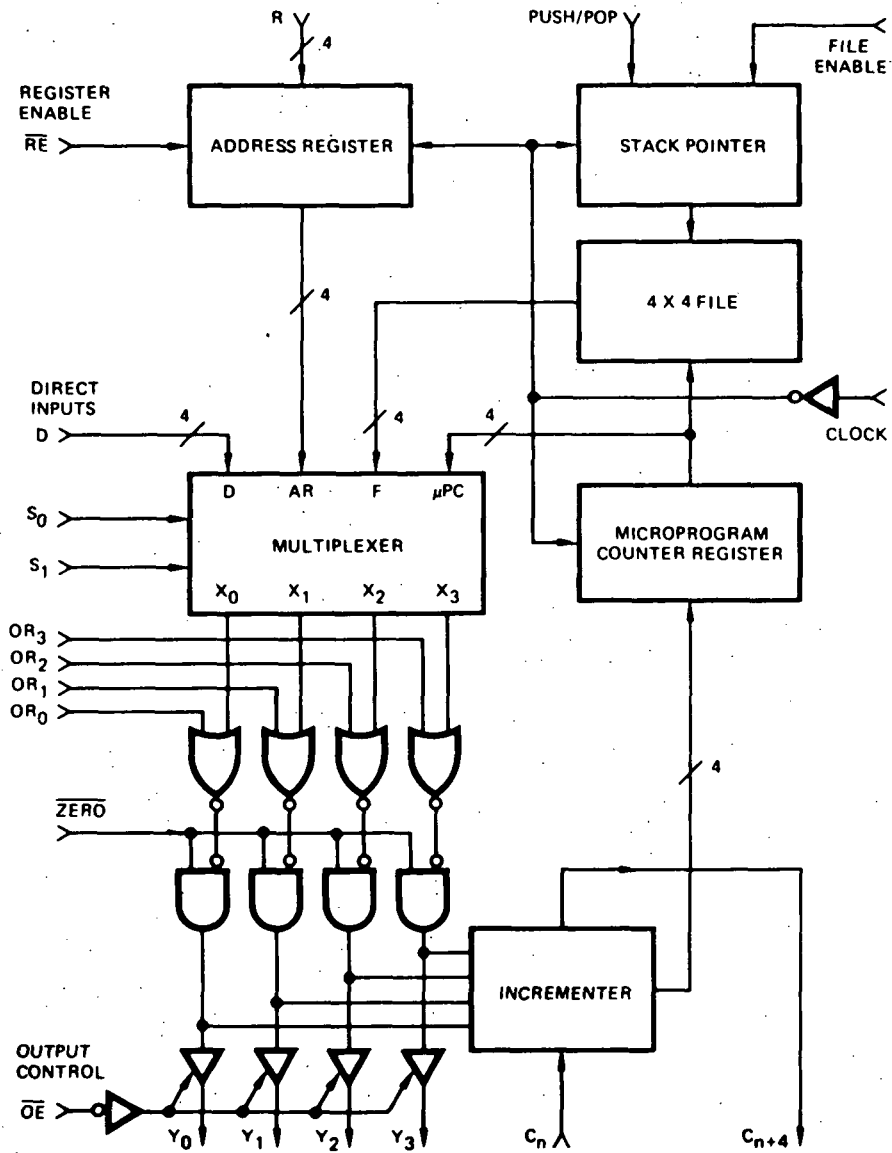 R
4
PUSH/POP
FILE
ENABLE
REGISTER
ENABLE
RE
ADDRESS REGISTER
STACK POINTER
4
4 X 4 FILE
DIRECT
INPUTS
D
4
4
4
CLOCK
D AR F μPC
S0
MULTIPLEXER
S1
X0 X1 X2 X3
MICROPROGRAM
COUNTER REGISTER
OR3
OR2
OR1
OR0
4
ZERO
INCREMENTER
OUTPUT
CONTROL
OE
Y0 Y1 Y2 Y3 Cn Cn+4